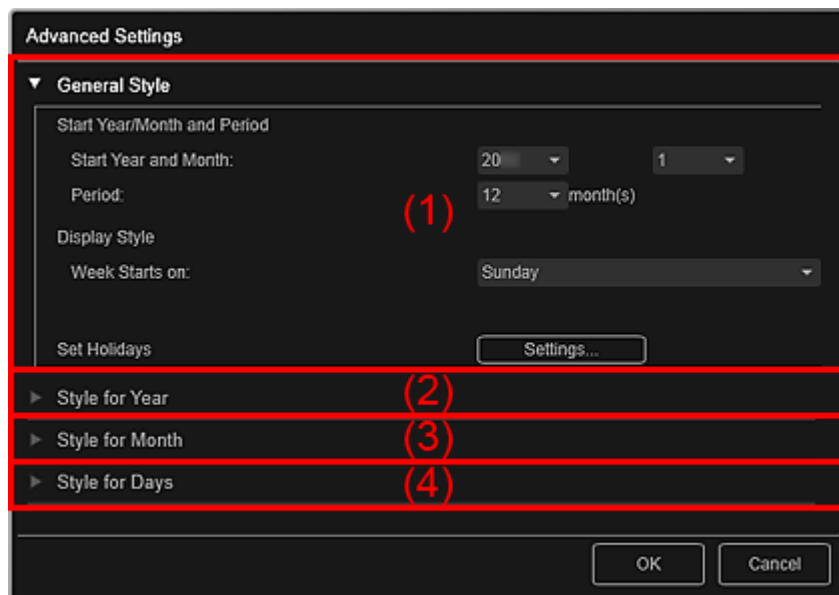 Advanced Settings
General Style
Start Year/Month and Period
Start Year and Month: 20 1
Period: 12 month(s)
(1)
Display Style
Week Starts on: Sunday
Set Holidays Settings...
Style for Year (2)
Style for Month (3)
Style for Days (4)
OK Cancel